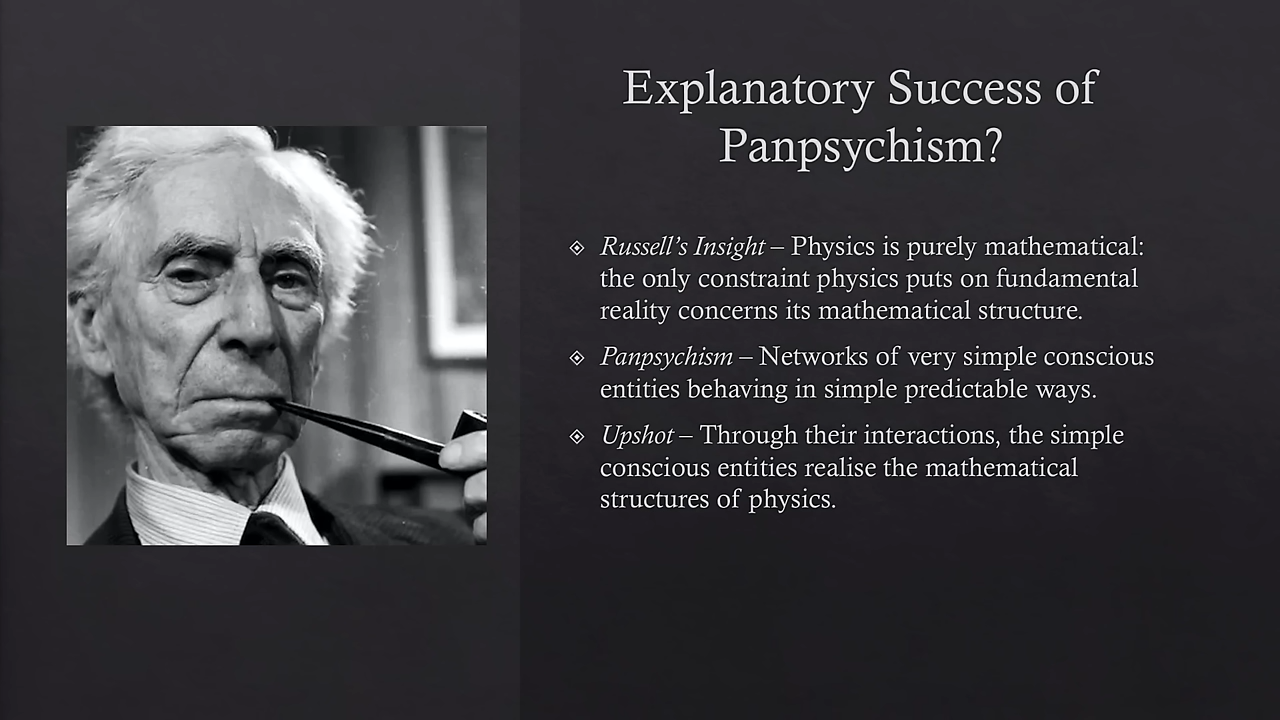 Explanatory Success of
Panpsychism?
Russell's Insight – Physics is purely mathematical:
the only constraint physics puts on fundamental
reality concerns its mathematical structure.
Panpsychism – Networks of very simple conscious
entities behaving in simple predictable ways.
Upshot – Through their interactions, the simple
conscious entities realise the mathematical
structures of physics.